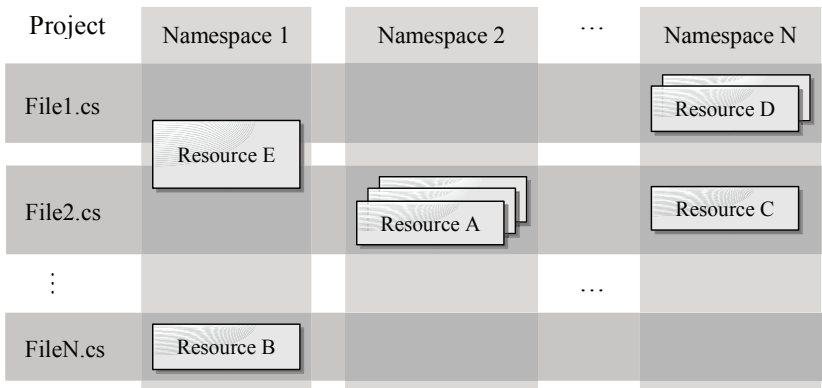 Project
Namespace 1
Namespace 2
...
Namespace N
File1.cs
Resource D
Resource E
File2.cs
Resource A
Resource C
⋮
...
FileN.cs
Resource B